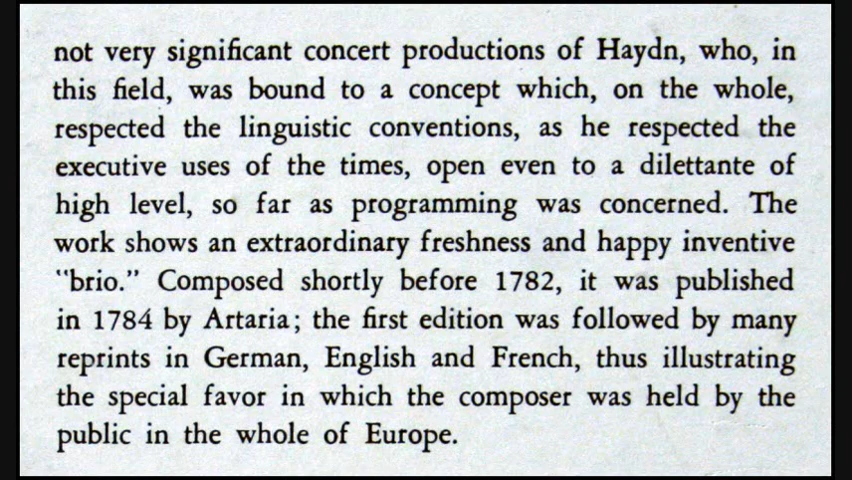 not very significant concert productions of Haydn, who, in
this field, was bound to a concept which, on the whole,
respected the linguistic conventions, as he respected the
executive uses of the times, open even to a dilettante of
high level, so far as programming was concerned. The
work shows an extraordinary freshness and happy inventive
"brio." Composed shortly before 1782, it was published
in 1784 by Artaria; the first edition was followed by many
reprints in German, English and French, thus illustrating
the special favor in which the composer was held by the
public in the whole of Europe.